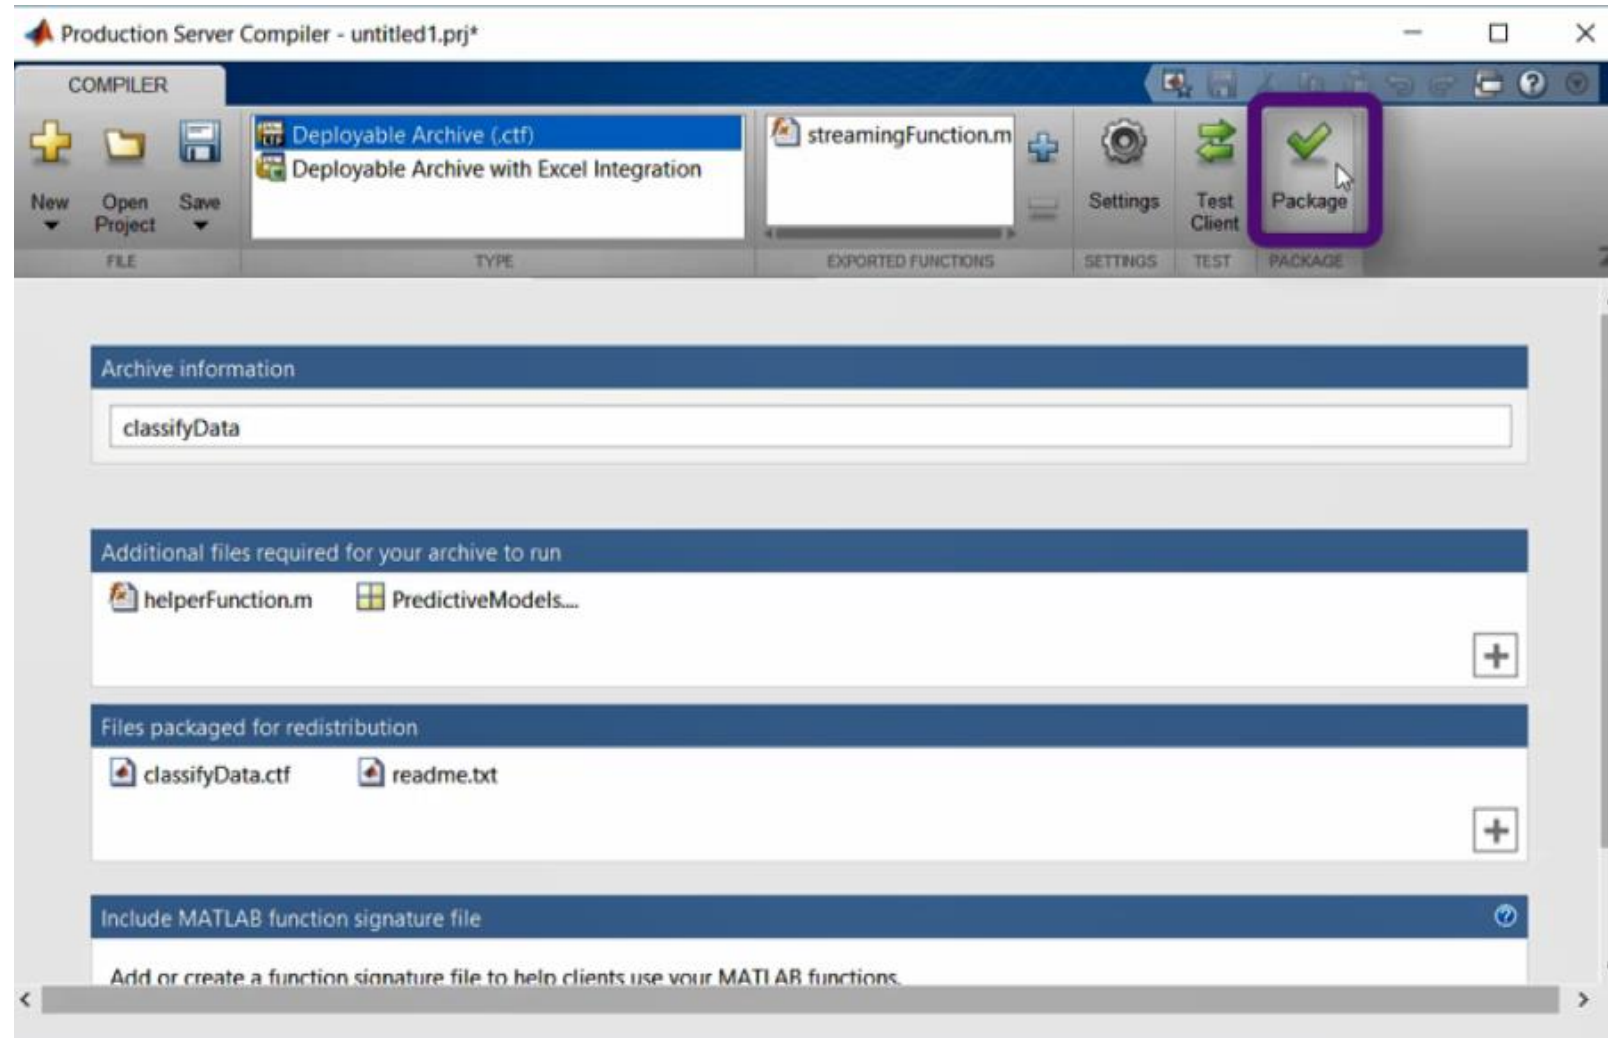 Production Server Compiler - untitled1.prj*
COMPILER
New
Open Project
Save
FILE
Deployable Archive (.ctf)
Deployable Archive with Excel Integration
TYPE
streamingFunction.m
EXPORTED FUNCTIONS
Settings
SETTINGS
Test Client
TEST
Package
PACKAGE
Archive information
classifyData
Additional files required for your archive to run
helperFunction.m PredictiveModels....
Files packaged for redistribution
classifyData.ctf readme.txt
Include MATLAB function signature file
Add or create a function signature file to help clients use your MATLAB functions.